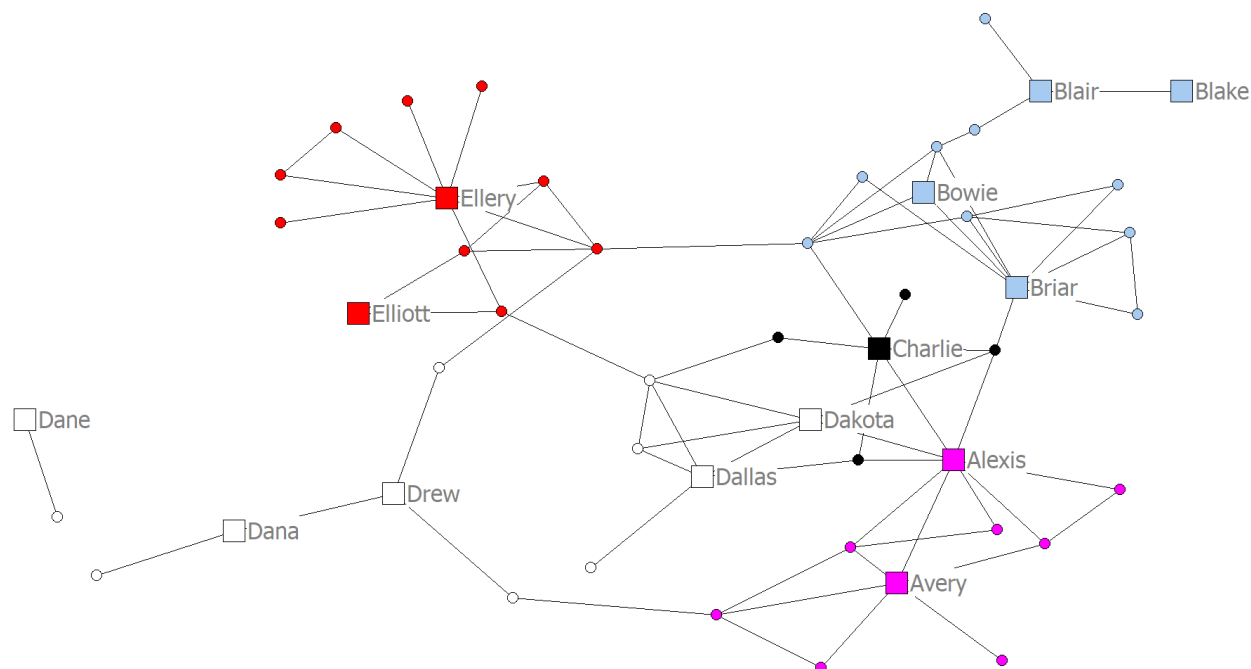 Blair
Blake
Ellery
Bowie
Briar
Elliott
Charlie
Dane
Dakota
Alexis
Dallas
Drew
Dana
Avery